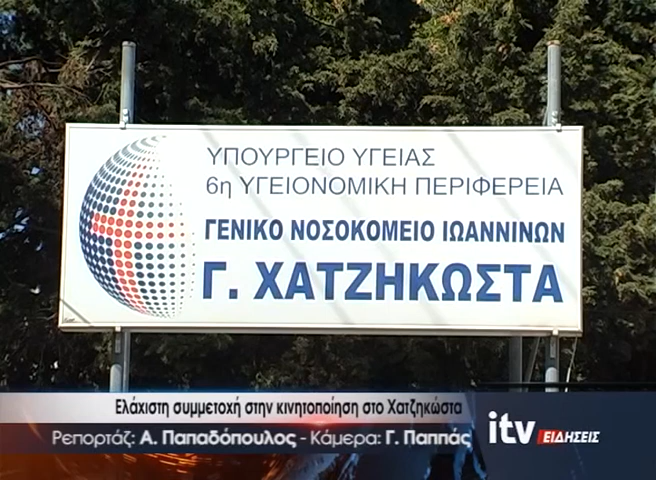 ΥΠΟΥΡΓΕΙΟ ΥΓΕΙΑΣ
6η ΥΓΕΙΟΝΟΜΙΚΗ ΠΕΡΙΦΕΡΕΙΑ
ΓΕΝΙΚΟ ΝΟΣΟΚΟΜΕΙΟ ΙΩΑΝΝΙΝΩΝ
Γ. ΧΑΤΖΗΚΩΣΤΑ
Ελάχιστη συμμετοχή στην κινητοποίηση στο Χατζηκώστα
Ρεπορτάζ: Α. Παπαδόπουλος - Κάμερα: Γ. Παππάς
itv ΕΙΔΗΣΕΙΣ